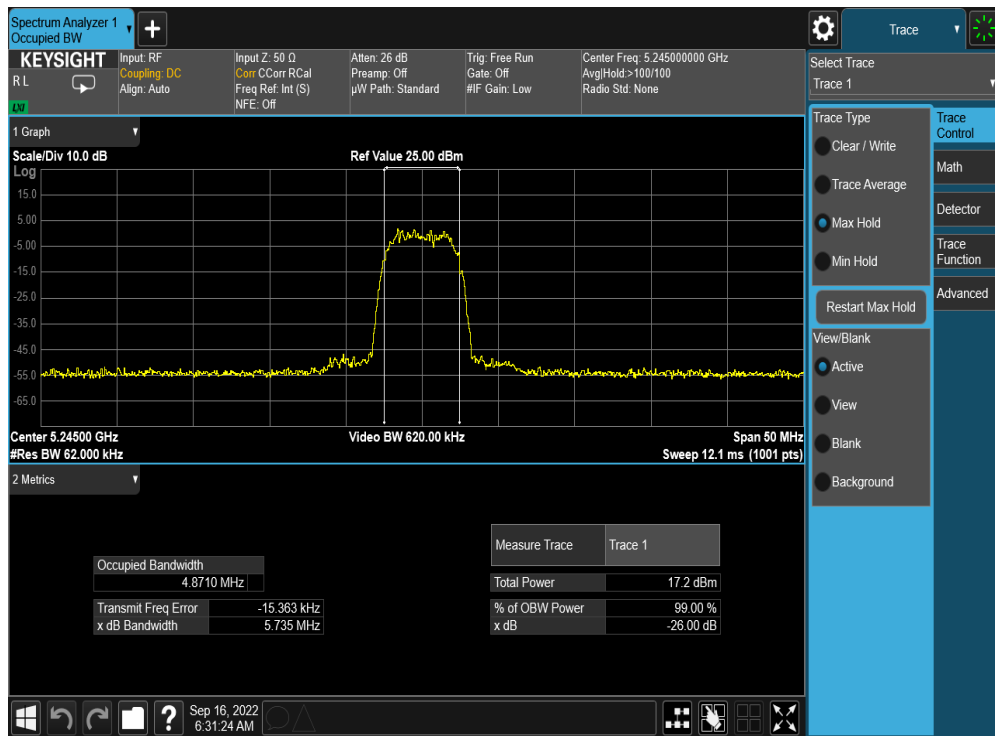 Spectrum Analyzer 1
Occupied BW
Trace
KEYSIGHT
R L
LXI
Input: RF
Coupling: DC
Align: Auto
Input Z: 50 Ω
Corr CCorr RCal
Freq Ref: Int (S)
NFE: Off
Atten: 26 dB
Preamp: Off
µW Path: Standard
Trig: Free Run
Gate: Off
#IF Gain: Low
Center Freq: 5.245000000 GHz
Avg|Hold:>100/100
Radio Std: None
1 Graph
Scale/Div 10.0 dB
Ref Value 25.00 dBm
Log
15.0
5.00
-5.00
-15.0
-25.0
-35.0
-45.0
-55.0
-65.0
Center 5.24500 GHz
Video BW 620.00 kHz
Span 50 MHz
#Res BW 62.000 kHz
Sweep 12.1 ms (1001 pts)
2 Metrics
Occupied Bandwidth
4.8710 MHz
Transmit Freq Error -15.363 kHz
x dB Bandwidth 5.735 MHz
Measure Trace Trace 1
Total Power 17.2 dBm
% of OBW Power 99.00 %
x dB -26.00 dB
Select Trace
Trace 1
Trace Type
Clear / Write
Trace Average
Max Hold
Min Hold
Restart Max Hold
View/Blank
Active
View
Blank
Background
Trace
Control
Math
Detector
Trace
Function
Advanced
?
Sep 16, 2022
6:31:24 AM